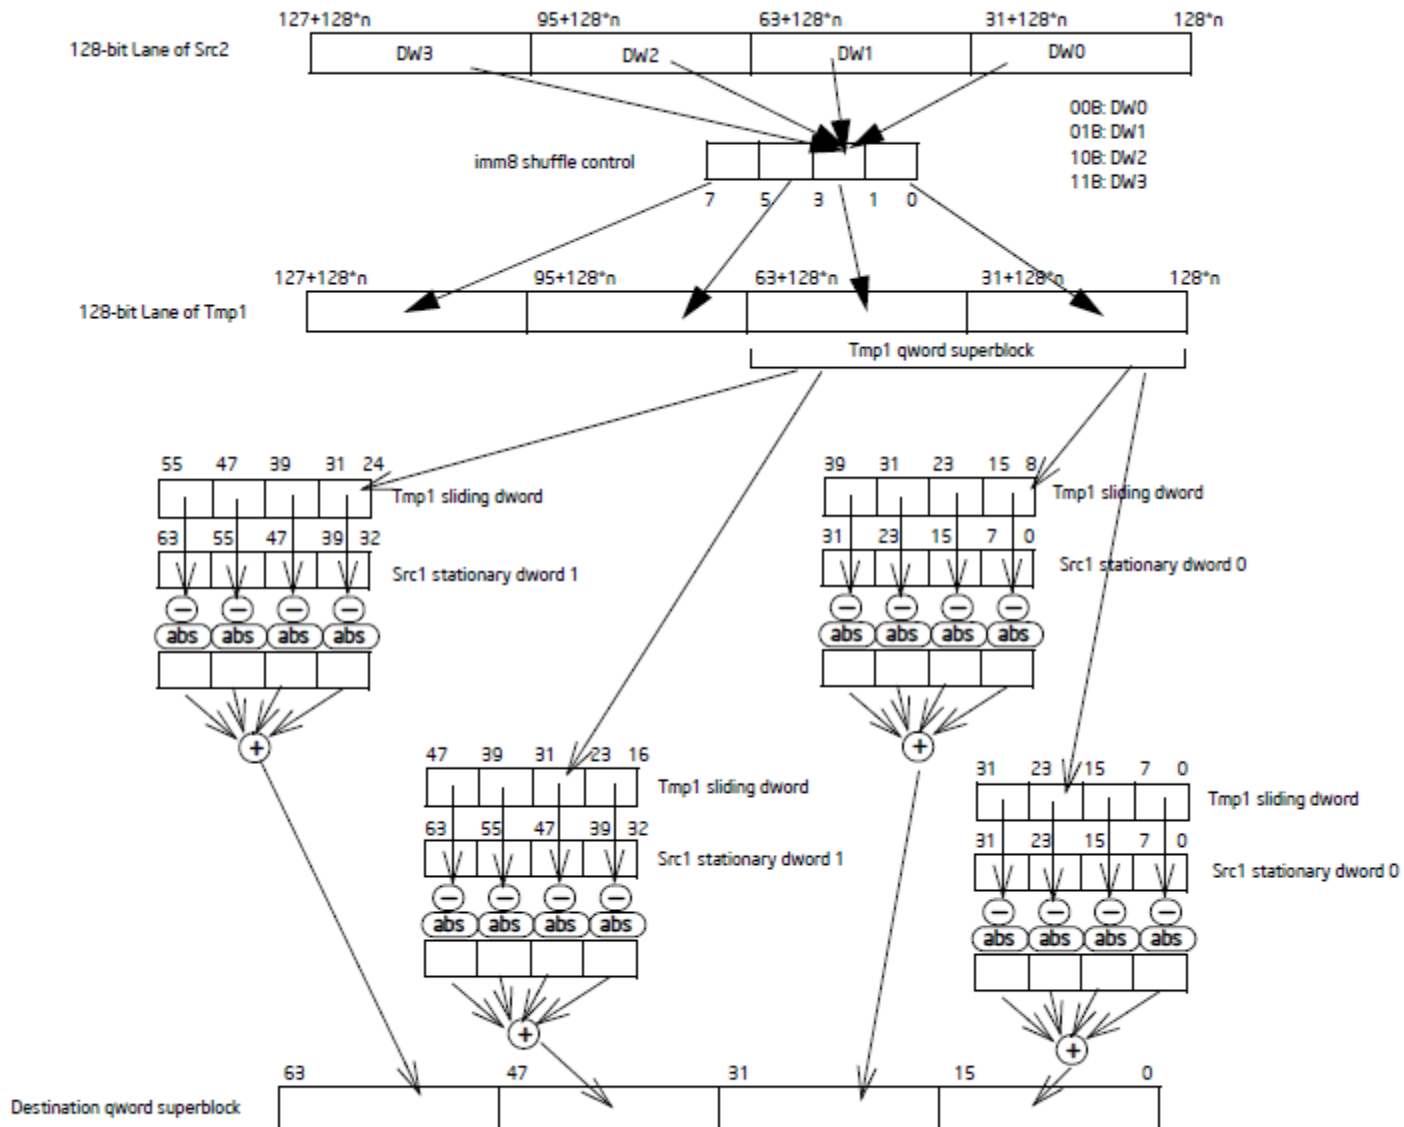 127+128*n 95+128*n 63+128*n 31+128*n 128*n
128-bit Lane of Src2 DW3 DW2 DW1 DW0
00B: DW0
01B: DW1
10B: DW2
11B: DW3
imm8 shuffle control
7 5 3 1 0
127+128*n 95+128*n 63+128*n 31+128*n 128*n
128-bit Lane of Tmp1
Tmp1 qword superblock
55 47 39 31 24
Tmp1 sliding dword
63 55 47 39 32
Src1 stationary dword 1
− − − −
abs abs abs abs
+
39 31 23 15 8
Tmp1 sliding dword
31 23 15 7 0
Src1 stationary dword 0
− − − −
abs abs abs abs
+
47 39 31 23 16
Tmp1 sliding dword
63 55 47 39 32
Src1 stationary dword 1
− − − −
abs abs abs abs
+
31 23 15 7 0
Tmp1 sliding dword
31 23 15 7 0
Src1 stationary dword 0
− − − −
abs abs abs abs
+
63 47 31 15 0
Destination qword superblock